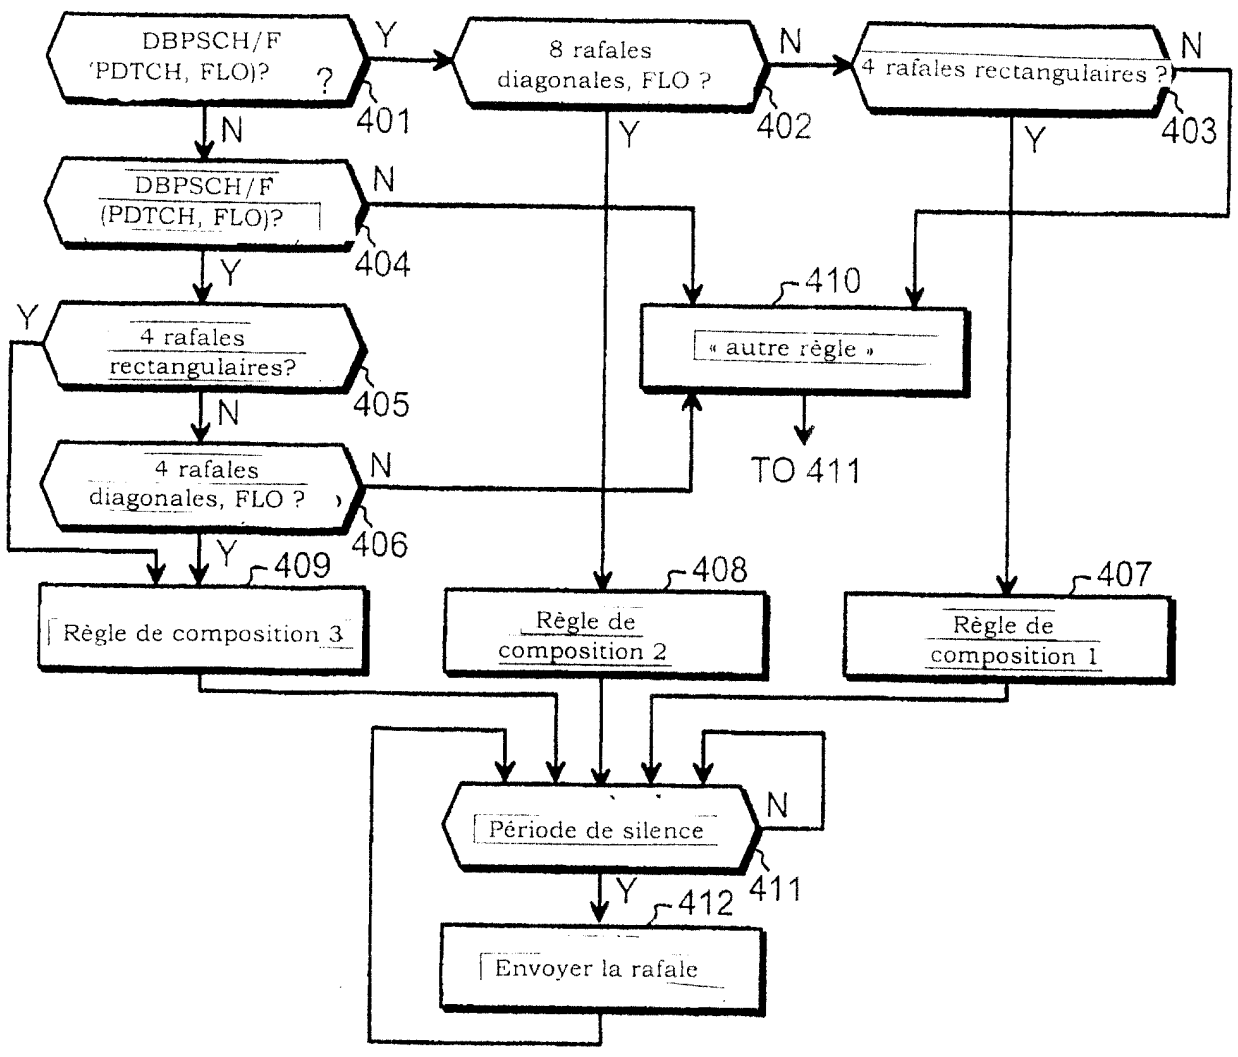 DBPSCH/F
'PDTCH, FLO)? ?
401
Y
N
8 rafales
diagonales, FLO ?
402
N
Y
4 rafales rectangulaires ?
403
N
Y
DBPSCH/F
(PDTCH, FLO)?
404
N
Y
4 rafales
rectangulaires?
405
Y
N
4 rafales
diagonales, FLO ?
406
N
Y
410
« autre règle »
TO 411
409
Règle de composition 3
408
Règle de
composition 2
407
Règle de
composition 1
Période de silence
411
N
Y
412
Envoyer la rafale